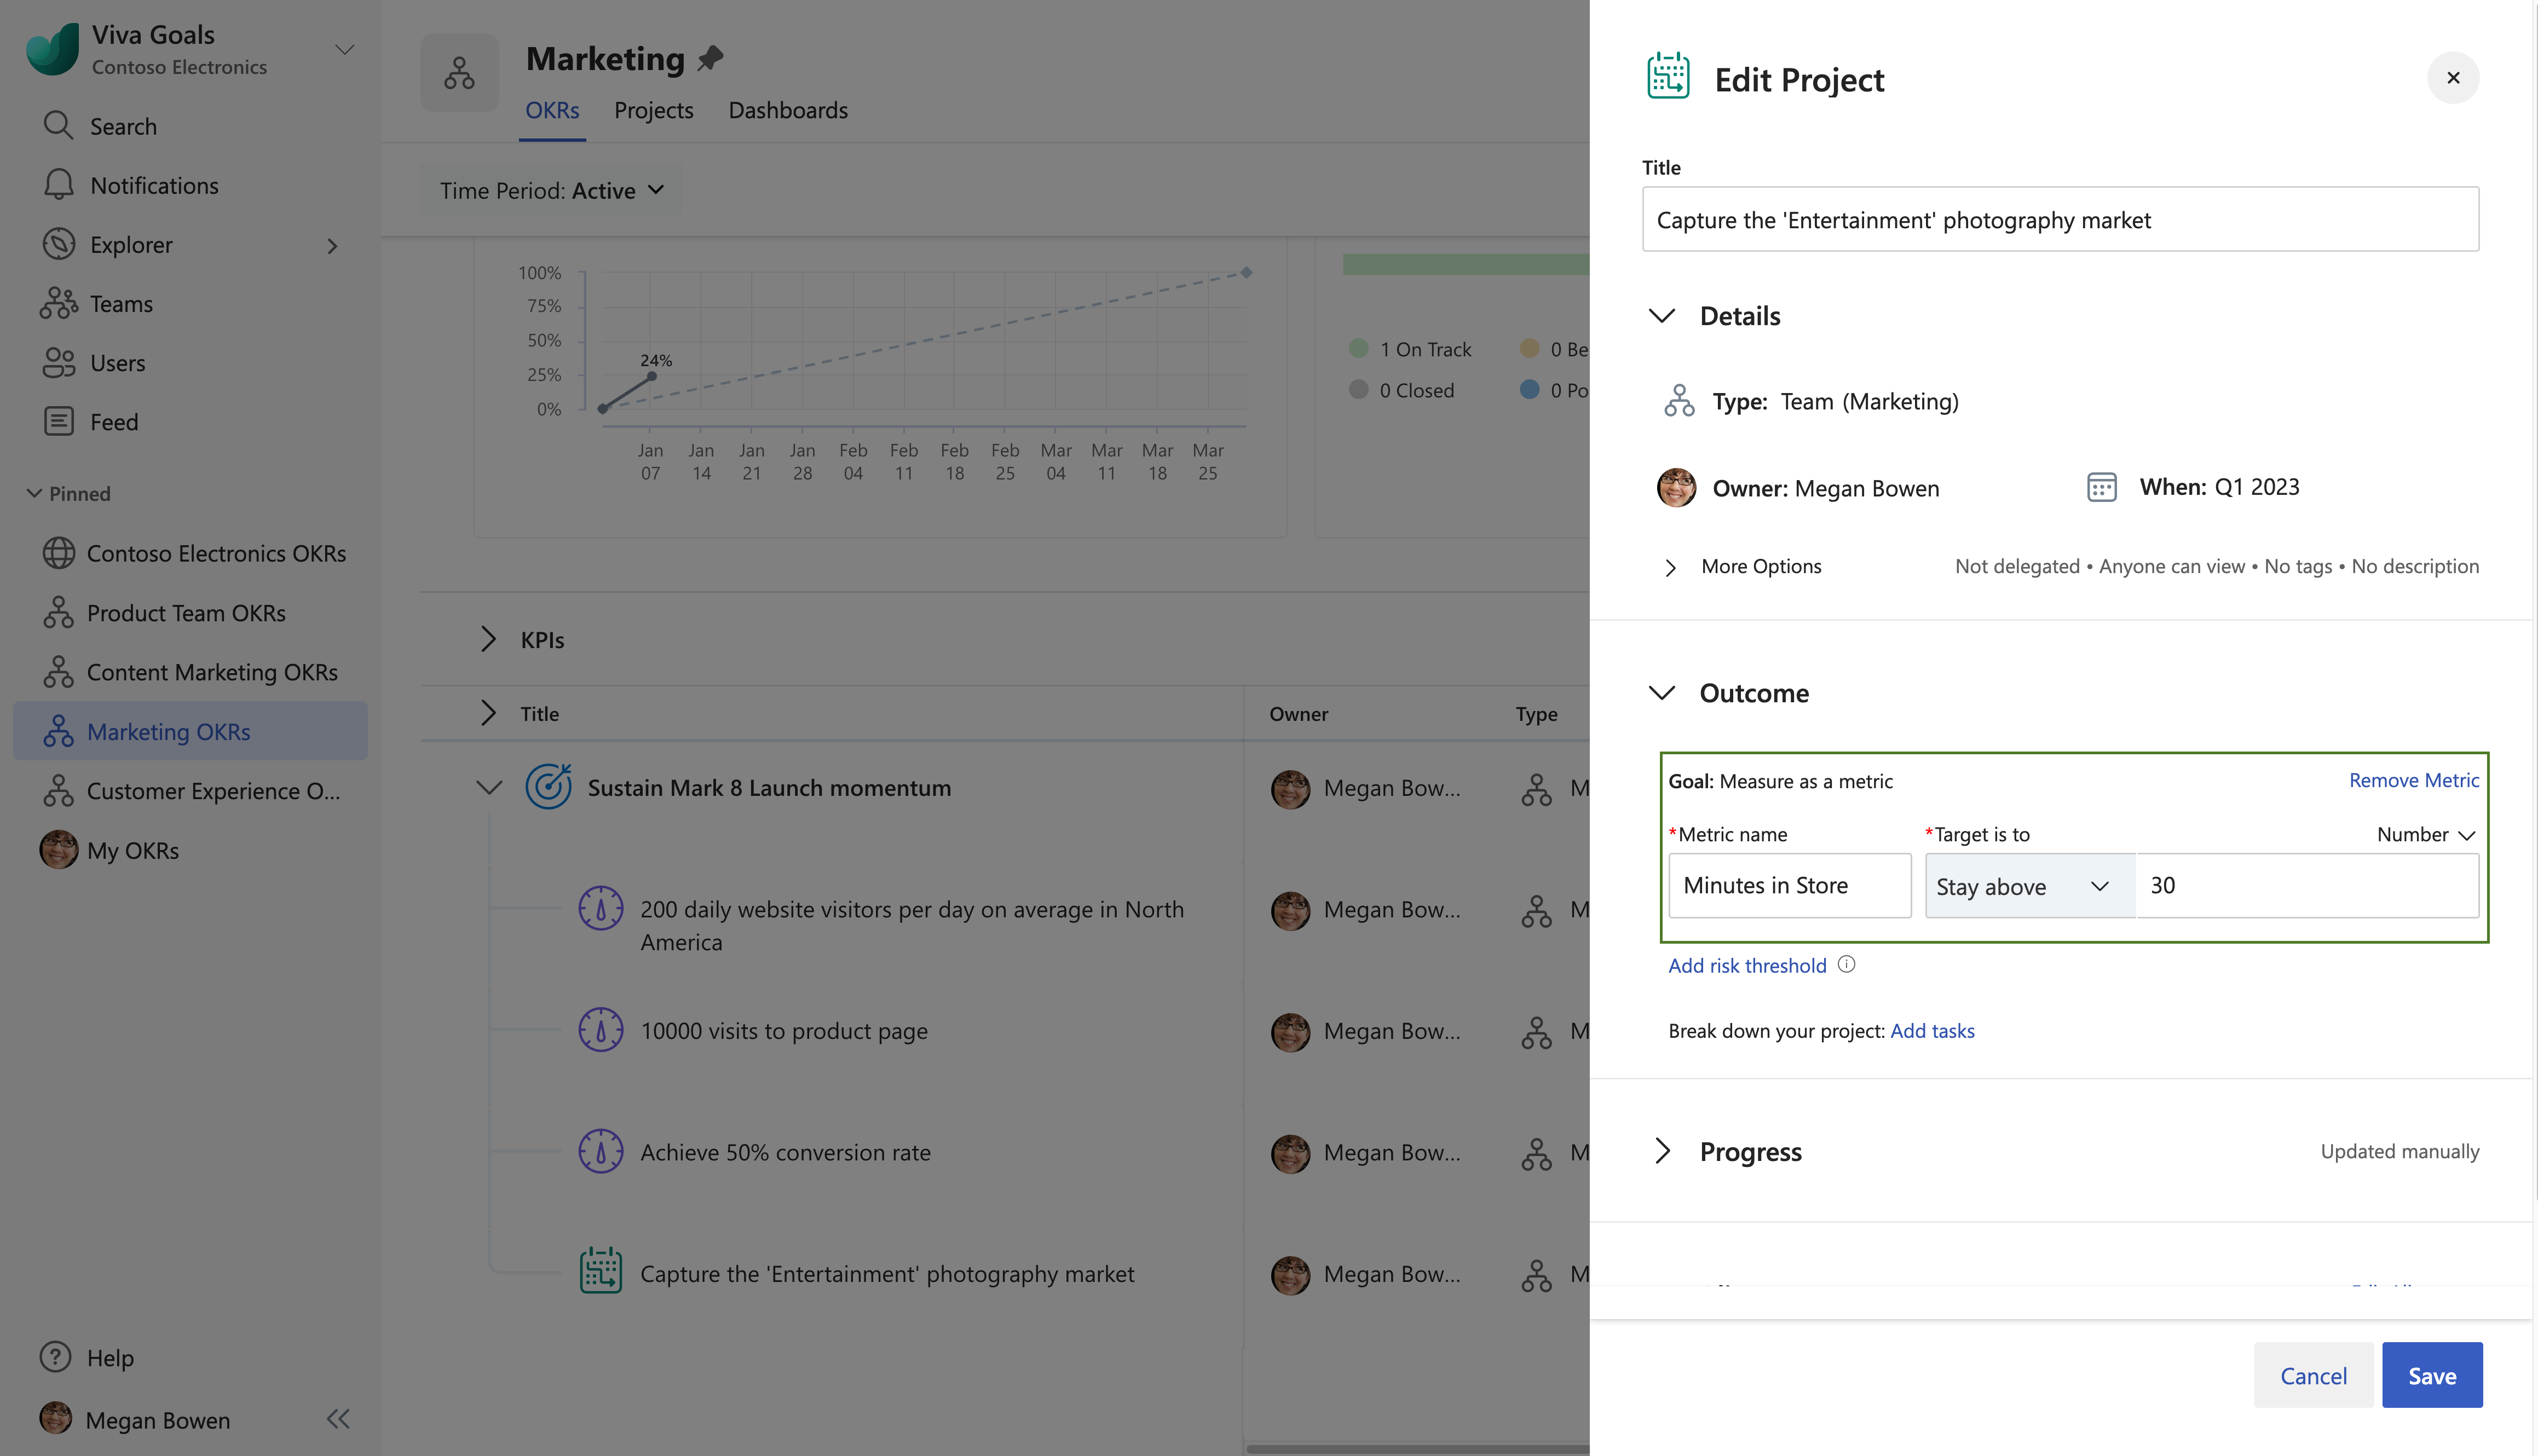 Viva Goals
Contoso Electronics
Search
Notifications
Explorer
Teams
Users
Feed
Pinned
Contoso Electronics OKRs
Product Team OKRs
Content Marketing OKRs
Marketing OKRs
Customer Experience O...
My OKRs
Help
Megan Bowen
Marketing
OKRs Projects Dashboards
Time Period: Active
100%
75%
50%
25%
0%
24%
Jan 07
Jan 14
Jan 21
Jan 28
Feb 04
Feb 11
Feb 18
Feb 25
Mar 04
Mar 11
Mar 18
Mar 25
1 On Track 0 Be
0 Closed 0 Po
KPIs
Title Owner Type
Sustain Mark 8 Launch momentum Megan Bow... M
200 daily website visitors per day on average in North Megan Bow... M
America
10000 visits to product page Megan Bow... M
Achieve 50% conversion rate Megan Bow... M
Capture the 'Entertainment' photography market Megan Bow... M
Edit Project
Title
Capture the 'Entertainment' photography market
Details
Type: Team (Marketing)
Owner: Megan Bowen When: Q1 2023
More Options Not delegated • Anyone can view • No tags • No description
Outcome
Goal: Measure as a metric Remove Metric
*Metric name *Target is to Number
Minutes in Store Stay above 30
Add risk threshold
Break down your project: Add tasks
Progress Updated manually
Cancel Save